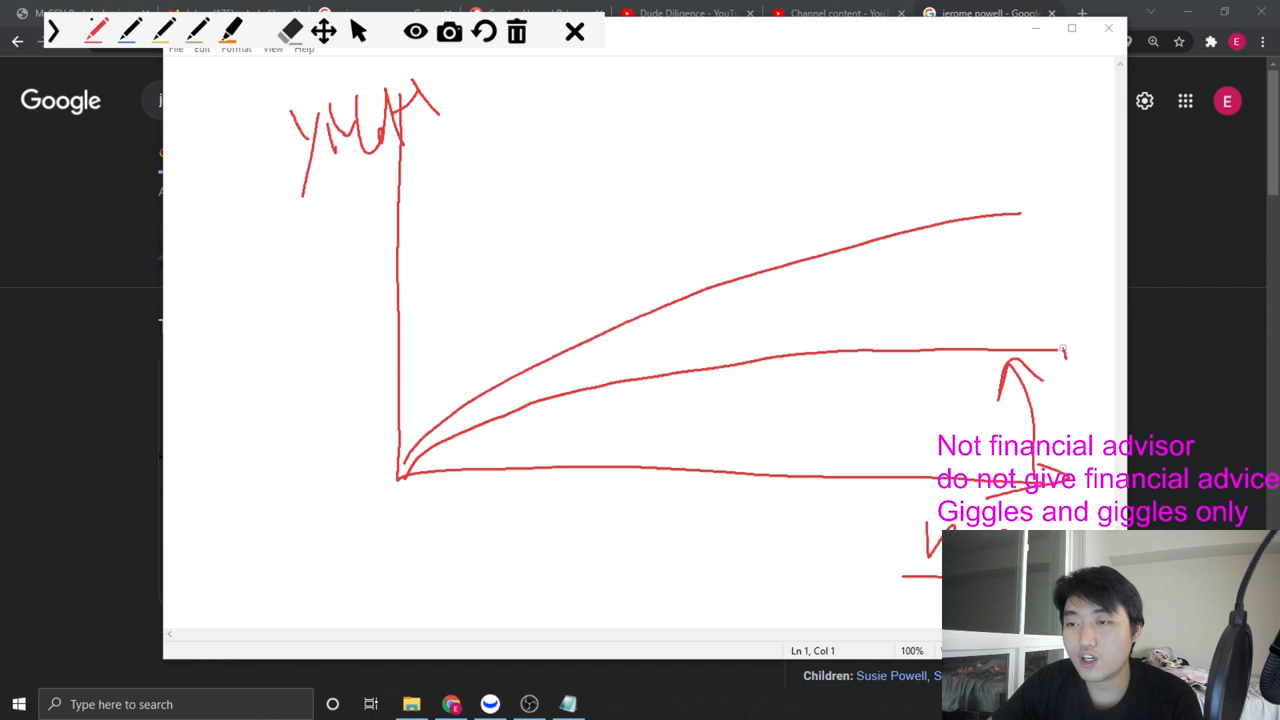 Dude Diligence - YouT
Channel content - YouT
jerome powell - Google
E
File Edit Format View Help
Google
E
Yield
Not financial advisor
do not give financial advice
Giggles and giggles only
Ln 1, Col 1
100%
Children: Susie Powell, S
Type here to search